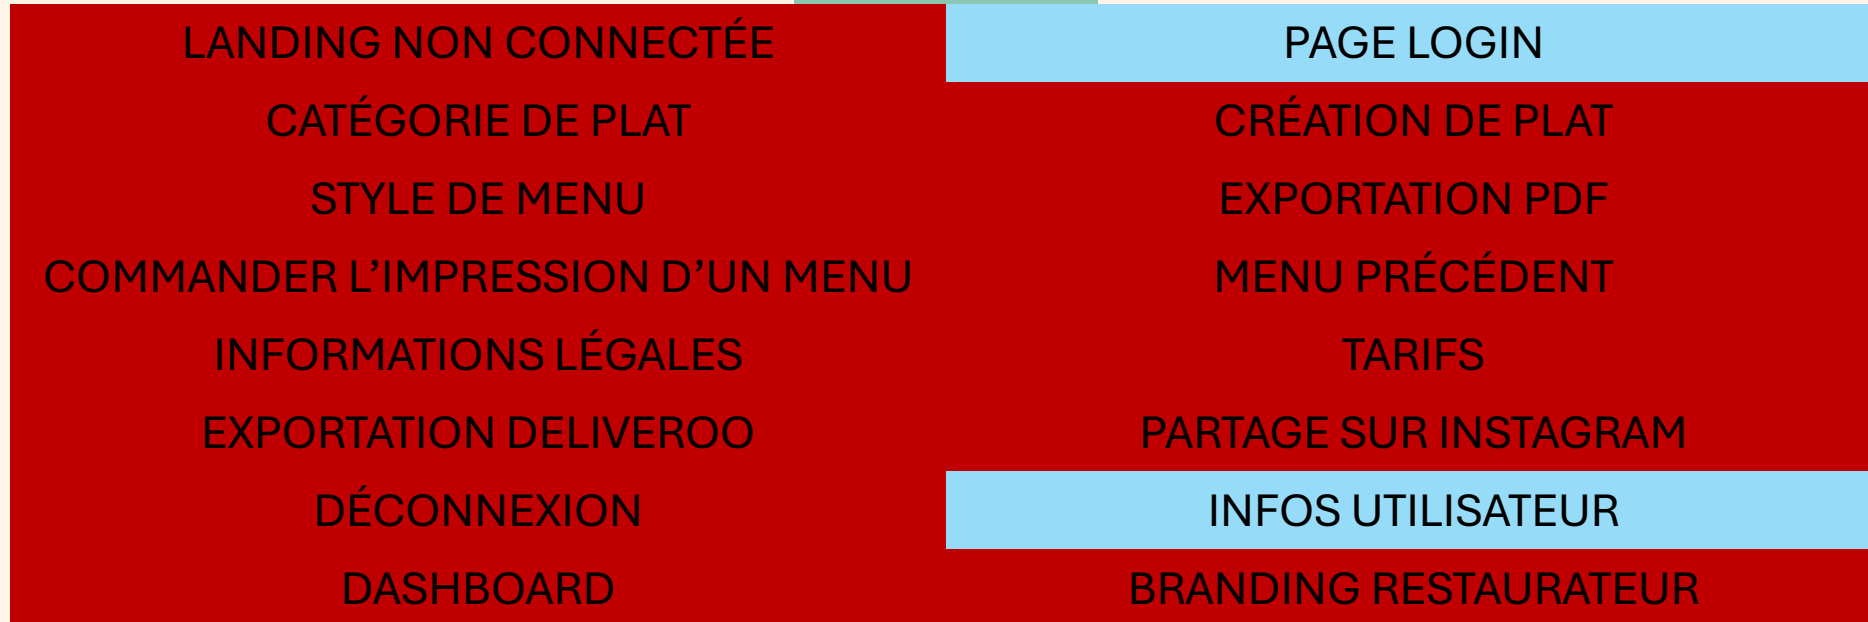 LANDING NON CONNECTÉE
PAGE LOGIN
CATÉGORIE DE PLAT
CRÉATION DE PLAT
STYLE DE MENU
EXPORTATION PDF
COMMANDER L’IMPRESSION D’UN MENU
MENU PRÉCÉDENT
INFORMATIONS LÉGALES
TARIFS
EXPORTATION DELIVEROO
PARTAGE SUR INSTAGRAM
DÉCONNEXION
INFOS UTILISATEUR
DASHBOARD
BRANDING RESTAURATEUR